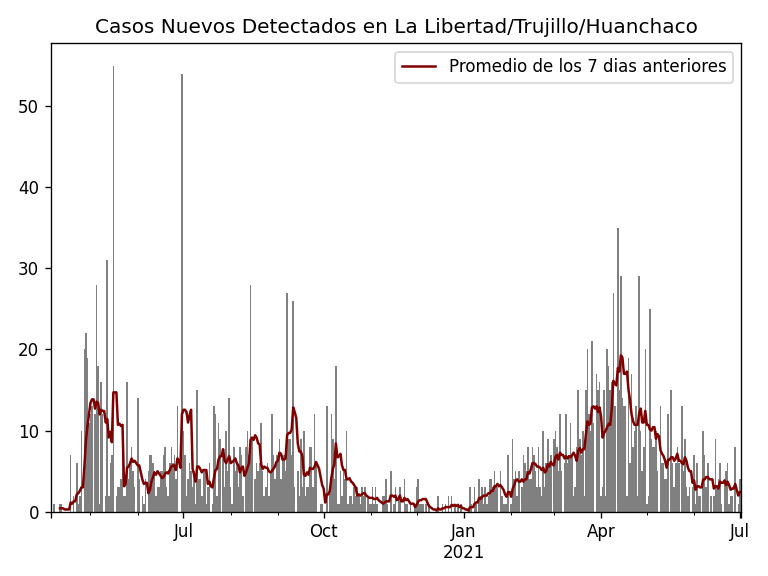 Casos Nuevos Detectados en La Libertad/Trujillo/Huanchaco
Promedio de los 7 dias anteriores
50
40
30
20
10
0
Jul Oct Jan Apr Jul
2021